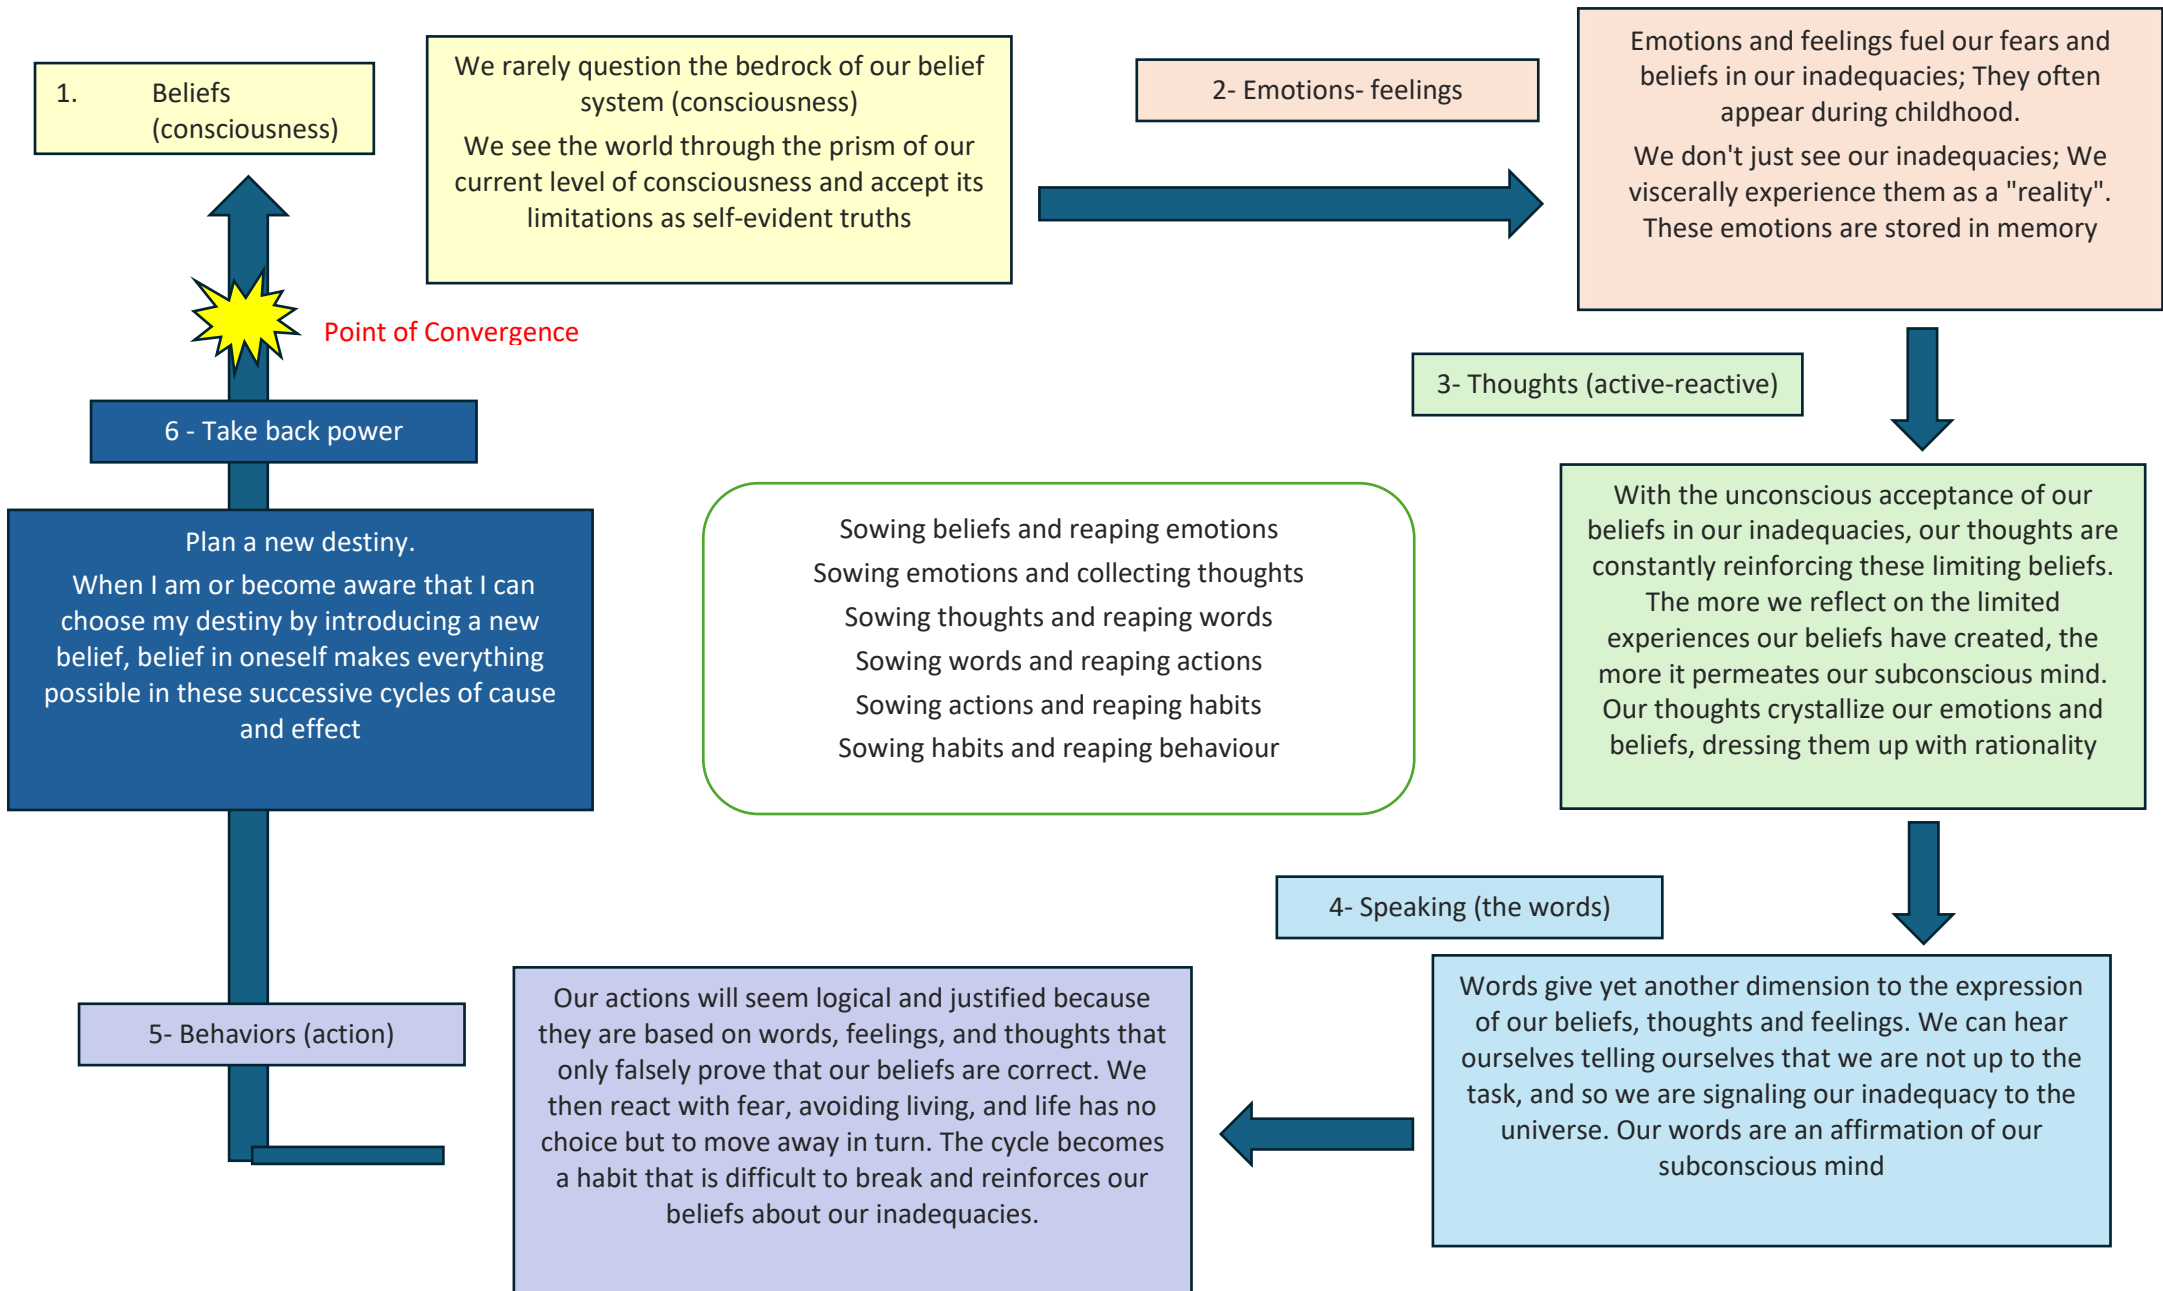 1. Beliefs
(consciousness)
We rarely question the bedrock of our belief
system (consciousness)
We see the world through the prism of our
current level of consciousness and accept its
limitations as self-evident truths
2- Emotions- feelings
Emotions and feelings fuel our fears and
beliefs in our inadequacies; They often
appear during childhood.
We don't just see our inadequacies; We
viscerally experience them as a "reality".
These emotions are stored in memory
Point of Convergence
3- Thoughts (active-reactive)
With the unconscious acceptance of our
beliefs in our inadequacies, our thoughts are
constantly reinforcing these limiting beliefs.
The more we reflect on the limited
experiences our beliefs have created, the
more it permeates our subconscious mind.
Our thoughts crystallize our emotions and
beliefs, dressing them up with rationality
6 - Take back power
Plan a new destiny.
When I am or become aware that I can
choose my destiny by introducing a new
belief, belief in oneself makes everything
possible in these successive cycles of cause
and effect
Sowing beliefs and reaping emotions
Sowing emotions and collecting thoughts
Sowing thoughts and reaping words
Sowing words and reaping actions
Sowing actions and reaping habits
Sowing habits and reaping behaviour
4- Speaking (the words)
Words give yet another dimension to the expression
of our beliefs, thoughts and feelings. We can hear
ourselves telling ourselves that we are not up to the
task, and so we are signaling our inadequacy to the
universe. Our words are an affirmation of our
subconscious mind
5- Behaviors (action)
Our actions will seem logical and justified because
they are based on words, feelings, and thoughts that
only falsely prove that our beliefs are correct. We
then react with fear, avoiding living, and life has no
choice but to move away in turn. The cycle becomes
a habit that is difficult to break and reinforces our
beliefs about our inadequacies.